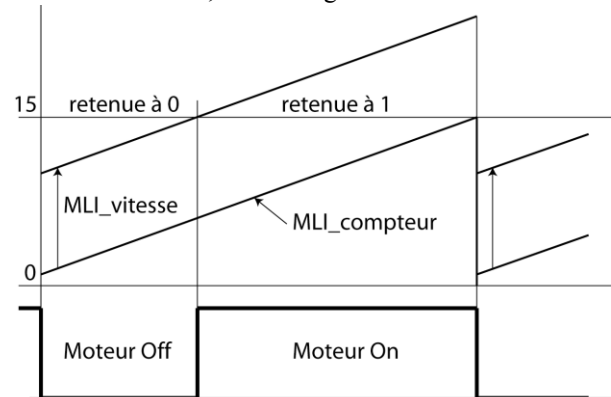 15
retenue à 0
retenue à 1
MLI_vitesse
MLI_compteur
0
Moteur Off
Moteur On